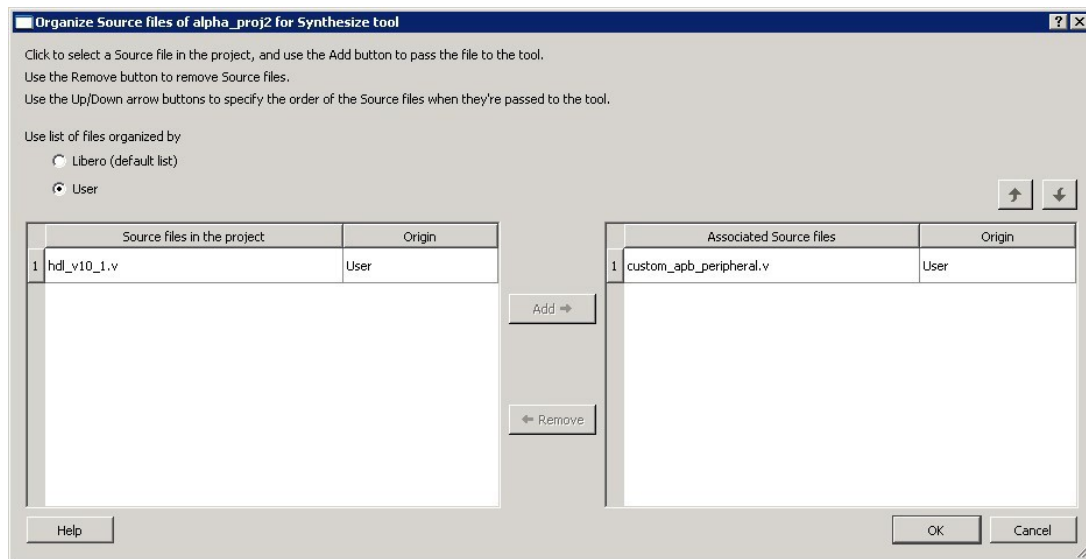 Organize Source files of alpha_proj2 for Synthesize tool
Click to select a Source file in the project, and use the Add button to pass the file to the tool.
Use the Remove button to remove Source files.
Use the Up/Down arrow buttons to specify the order of the Source files when they're passed to the tool.
Use list of files organized by
Libero (default list)
User
Source files in the project Origin
1 hdl_v10_1.v User
Associated Source files Origin
1 custom_apb_peripheral.v User
Add
Remove
Help OK Cancel